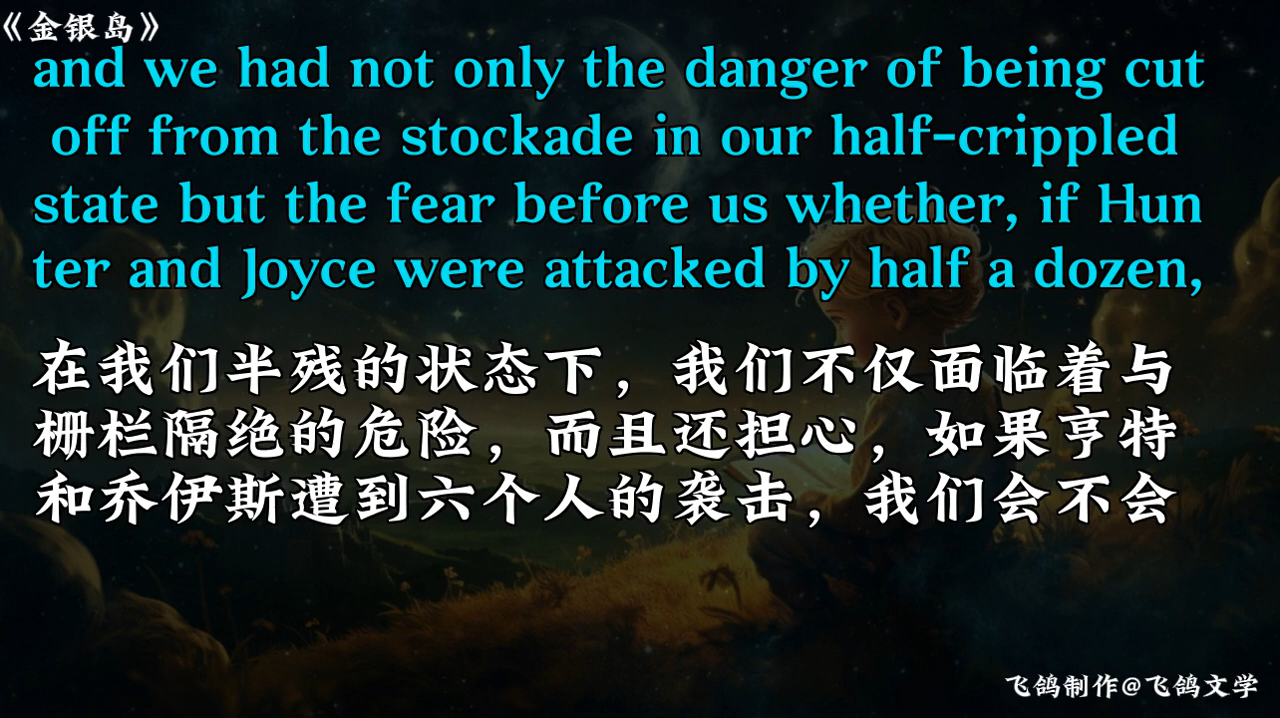 《金银岛》
and we had not only the danger of being cut
off from the stockade in our half-crippled
state but the fear before us whether, if Hun
ter and Joyce were attacked by half a dozen,
在我们半残的状态下，我们不仅面临着与
栅栏隔绝的危险，而且还担心，如果亨特
和乔伊斯遭到六个人的袭击，我们会不会
飞鸽制作@飞鸽文学